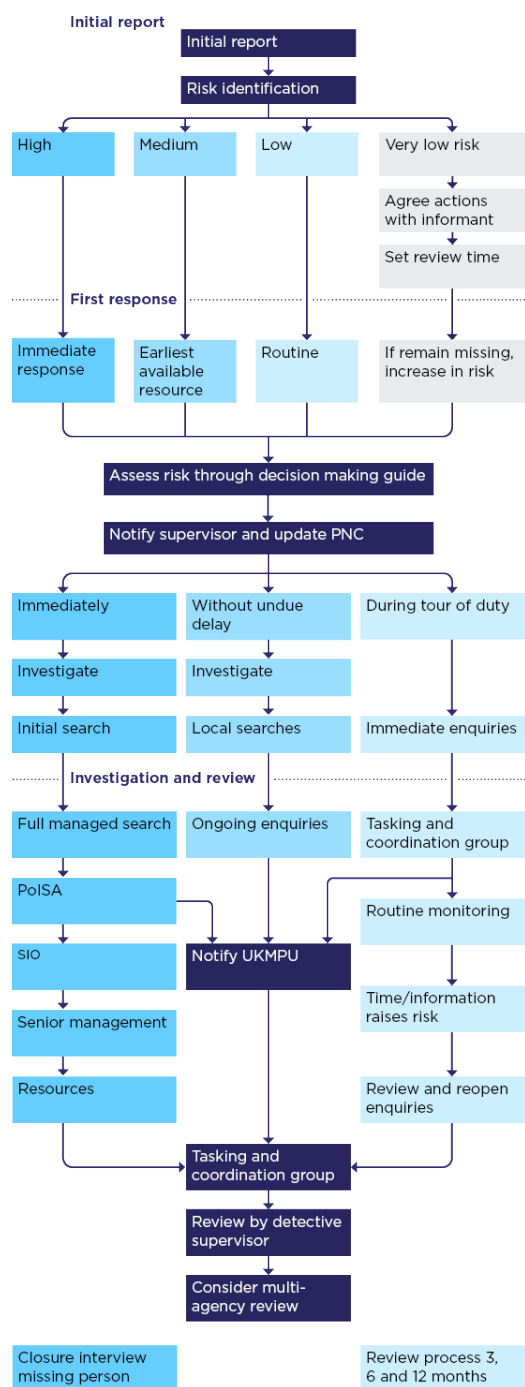 Initial report
Initial report
Risk identification
High
Medium
Low
Very low risk
Agree actions
with informant
Set review time
First response
Immediate
response
Earliest
available
resource
Routine
If remain missing,
increase in risk
Assess risk through decision making guide
Notify supervisor and update PNC
Immediately
Without undue
delay
During tour of duty
Investigate
Investigate
Initial search
Local searches
Immediate enquiries
Investigation and review
Full managed search
Ongoing enquiries
Tasking and
coordination group
PolSA
Routine monitoring
SIO
Notify UKMPU
Time/information
raises risk
Senior management
Resources
Review and reopen
enquiries
Tasking and
coordination group
Review by detective
supervisor
Consider multi-
agency review
Closure interview
missing person
Review process 3,
6 and 12 months